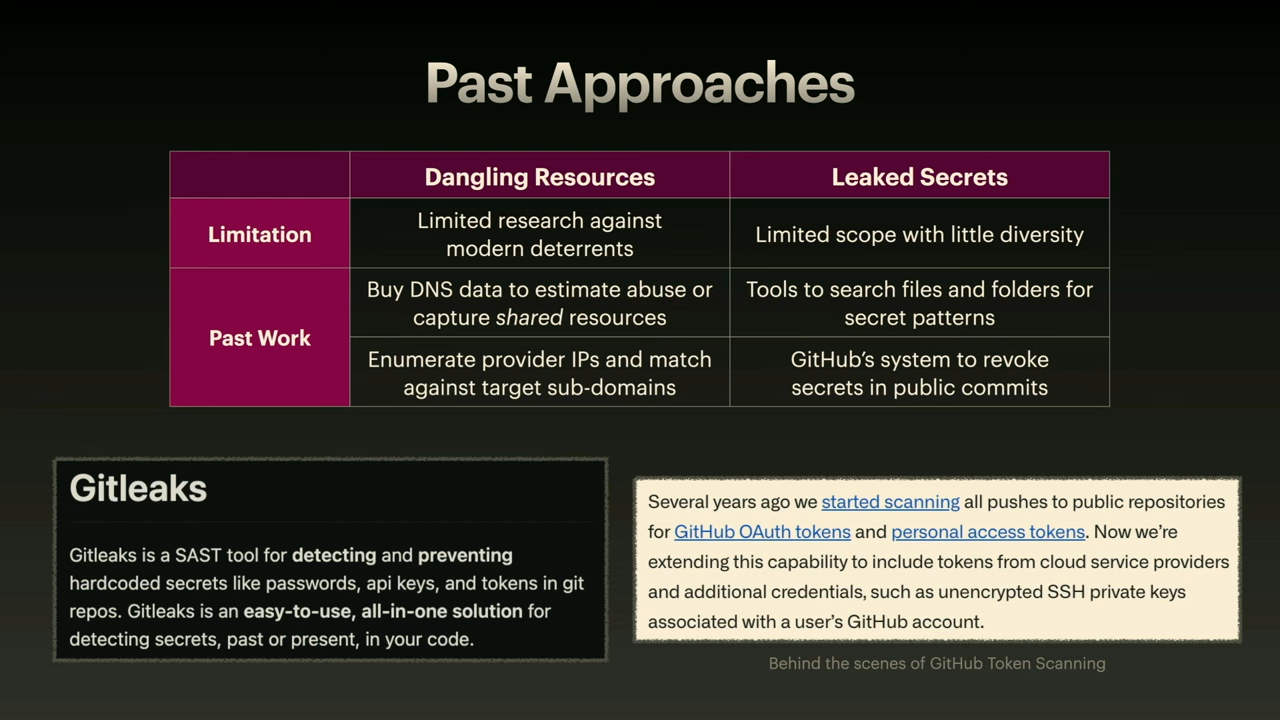 Past Approaches
Dangling Resources
Leaked Secrets
Limitation
Limited research against
modern deterrents
Limited scope with little diversity
Past Work
Buy DNS data to estimate abuse or
capture shared resources
Tools to search files and folders for
secret patterns
Enumerate provider IPs and match
against target sub-domains
GitHub’s system to revoke
secrets in public commits
Gitleaks
Gitleaks is a SAST tool for detecting and preventing
hardcoded secrets like passwords, api keys, and tokens in git
repos. Gitleaks is an easy-to-use, all-in-one solution for
detecting secrets, past or present, in your code.
Several years ago we started scanning all pushes to public repositories
for GitHub OAuth tokens and personal access tokens. Now we’re
extending this capability to include tokens from cloud service providers
and additional credentials, such as unencrypted SSH private keys
associated with a user’s GitHub account.
Behind the scenes of GitHub Token Scanning